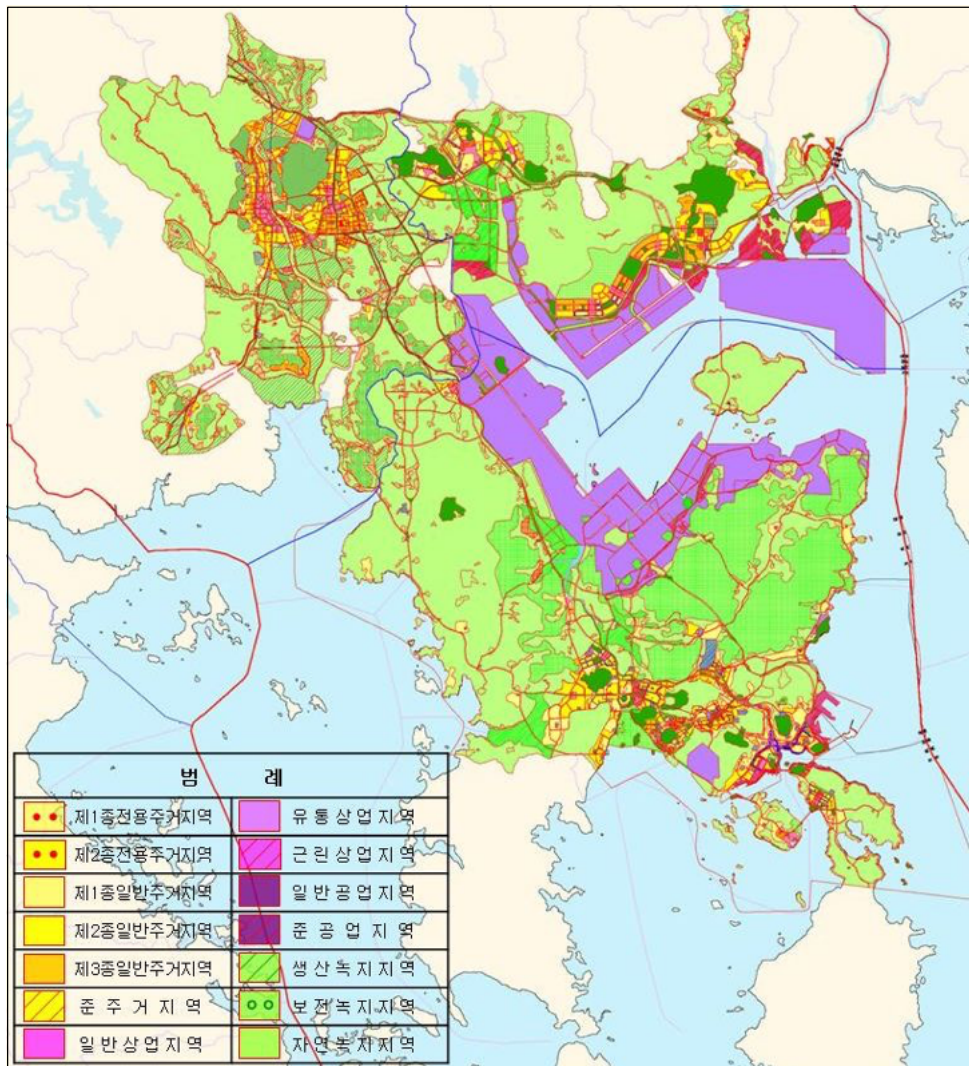 범 례
제1종전용주거지역 유통상업지역
제2종전용주거지역 근린상업지역
제1종일반주거지역 일반공업지역
제2종일반주거지역 준공업지역
제3종일반주거지역 생산녹지지역
준주거지역 보전녹지지역
일반상업지역 자연녹지지역